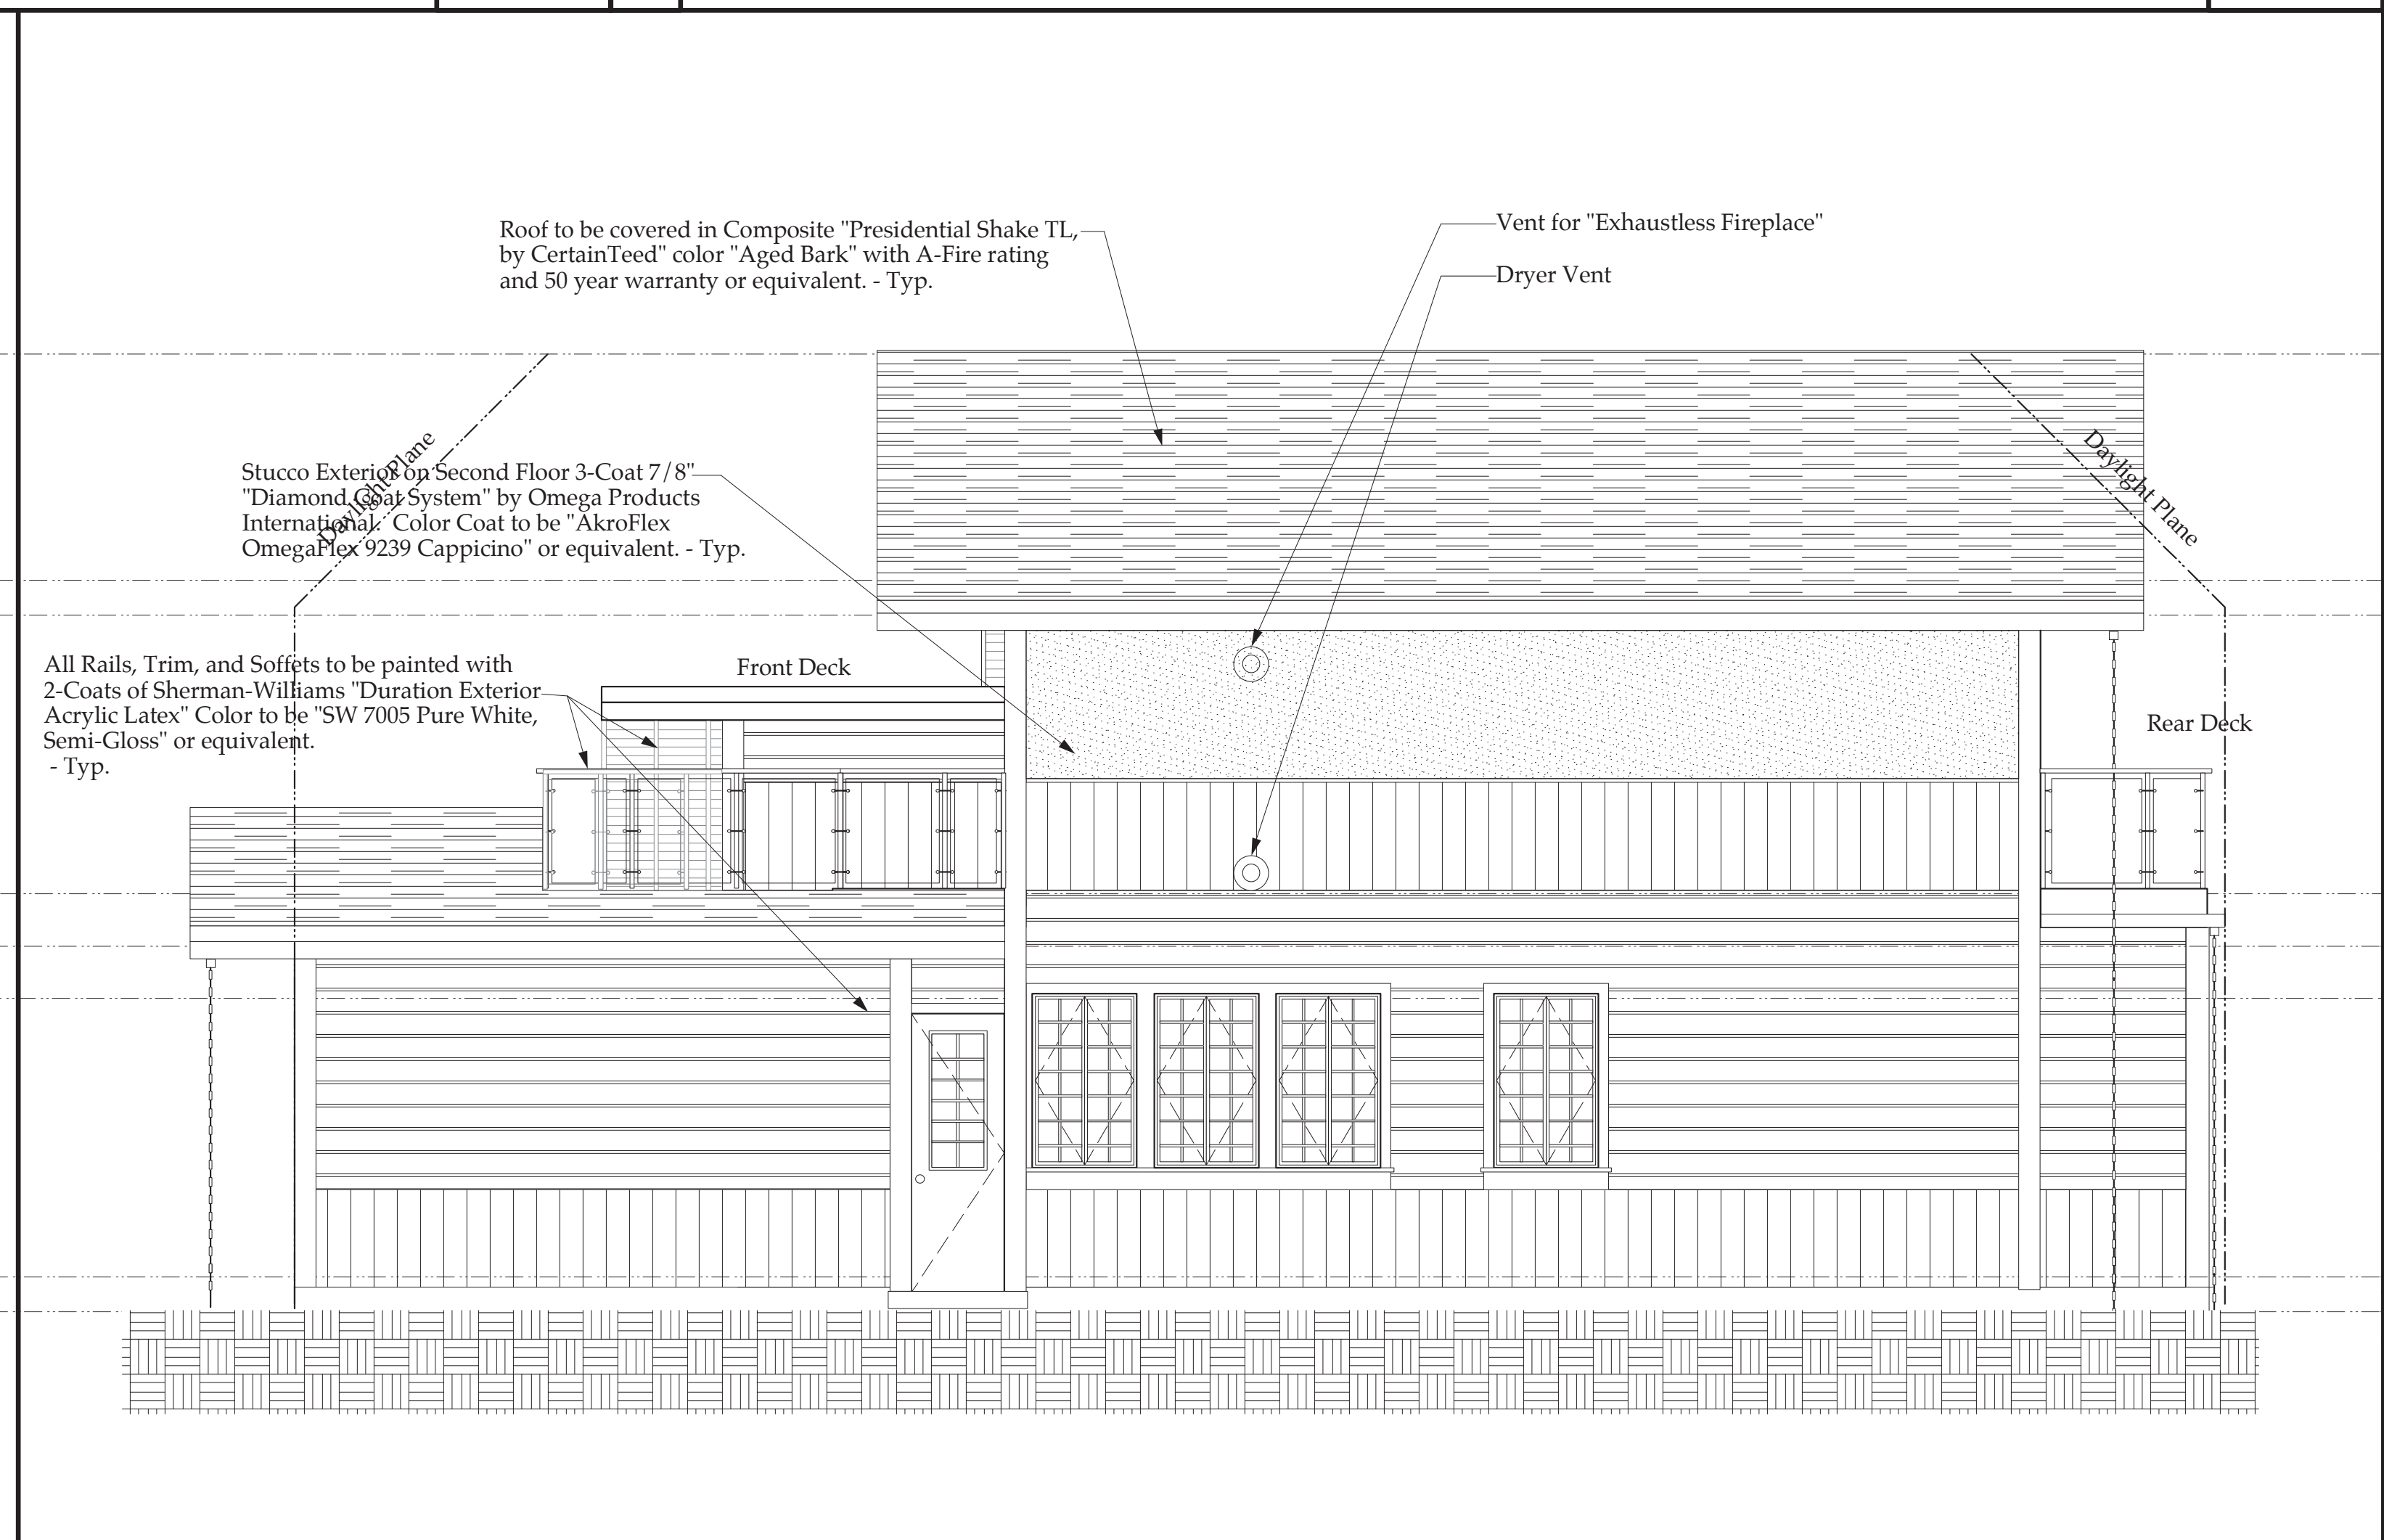 Roof to be covered in Composite "Presidential Shake TL,
by CertainTeed" color "Aged Bark" with A-Fire rating
and 50 year warranty or equivalent. - Typ.
Vent for "Exhaustless Fireplace"
Dryer Vent
Daylight Plane
Stucco Exterior on Second Floor 3-Coat 7/8"
"Diamond Coat System" by Omega Products
International.  Color Coat to be "AkroFlex
OmegaFlex 9239 Cappicino" or equivalent. - Typ.
Daylight Plane
All Rails, Trim, and Soffets to be painted with
2-Coats of Sherman-Williams "Duration Exterior
Acrylic Latex" Color to be "SW 7005 Pure White,
Semi-Gloss" or equivalent.
- Typ.
Front Deck
Rear Deck